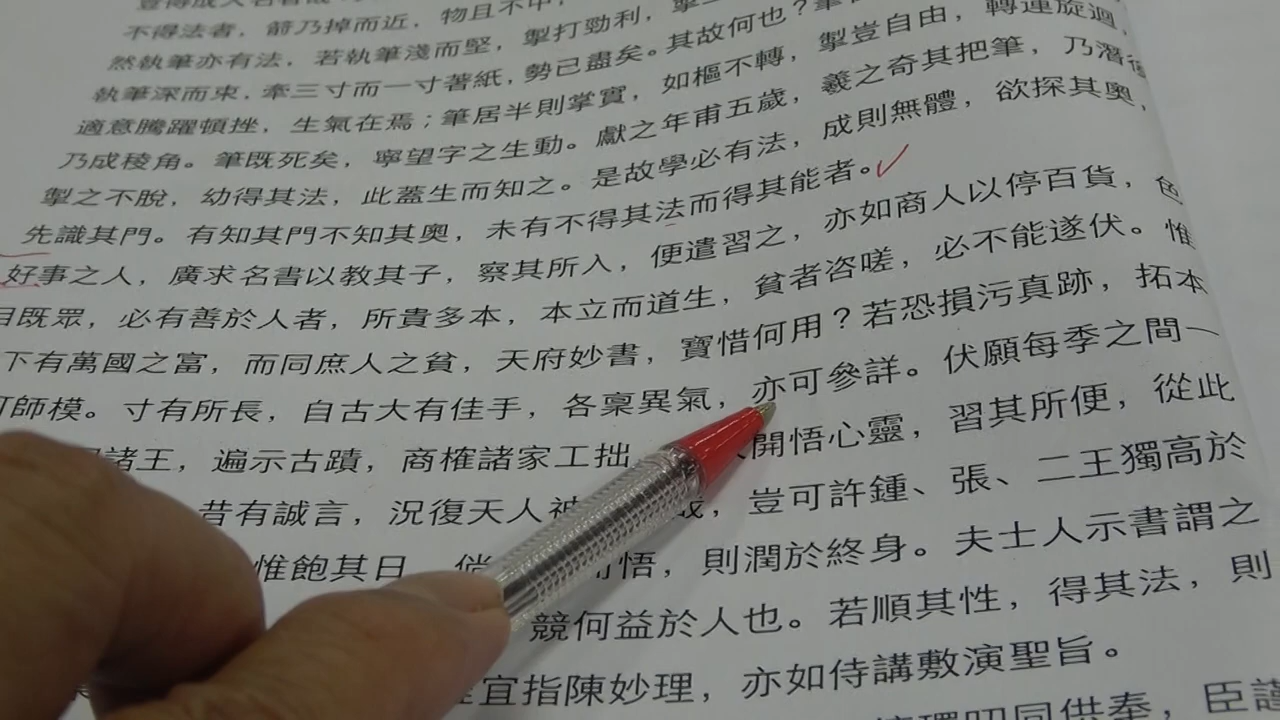 不得法者，箭乃掉而近，物且不中，
然執筆亦有法，若執筆淺而堅，掣打勁利，掣
執筆深而束，牽三寸而一寸著紙，勢已盡矣。其故何也？筆
適意騰躍頓挫，生氣在焉；筆居半則掌實，如樞不轉，掣豈自由，轉運旋迴，
乃成稜角。筆既死矣，寧望字之生動。獻之年甫五歲，羲之奇其把筆，乃潛後
掣之不脫，幼得其法，此蓋生而知之。是故學必有法，成則無體，欲探其奧，
先識其門。有知其門不知其奧，未有不得其法而得其能者。
好事之人，廣求名書以教其子，察其所入，便遣習之，亦如商人以停百貨，色
目既眾，必有善於人者，所貴多本，本立而道生，貧者咨嗟，必不能遂伏。惟
下有萬國之富，而同庶人之貧，天府妙書，寶惜何用？若恐損污真跡，拓本
可師模。寸有所長，自古大有佳手，各稟異氣，亦可參詳。伏願每季之間一
諸王，遍示古蹟，商榷諸家工拙 開悟心靈，習其所便，從此
昔有誠言，況復天人神 豈可許鍾、張、二王獨高於
惟飽其日 倘 悟，則潤於終身。夫士人示書謂之
競何益於人也。若順其性，得其法，則
宜指陳妙理，亦如侍講敷演聖旨。
同供奉，臣謹